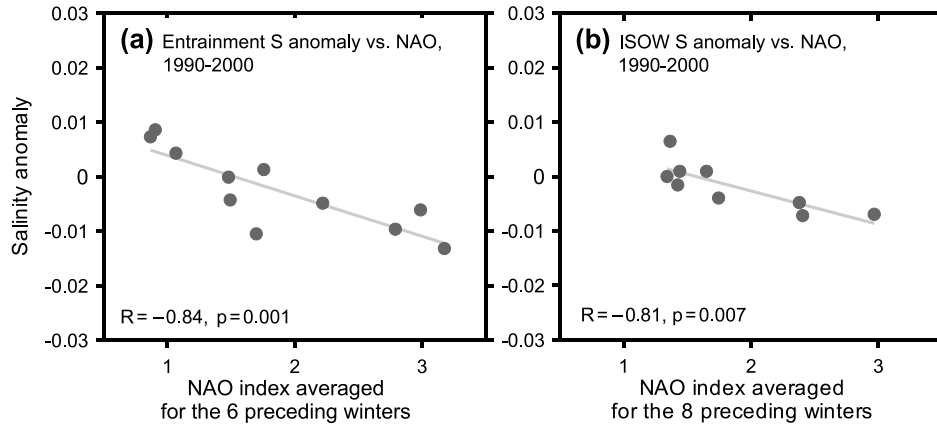 (a) Entrainment S anomaly vs. NAO,
1990-2000
0.03
0.02
0.01
0
-0.01
-0.02
-0.03
Salinity anomaly
R = −0.84, p = 0.001
1 2 3
NAO index averaged
for the 6 preceding winters
(b) ISOW S anomaly vs. NAO,
1990-2000
0.03
0.02
0.01
0
-0.01
-0.02
-0.03
R = −0.81, p = 0.007
1 2 3
NAO index averaged
for the 8 preceding winters